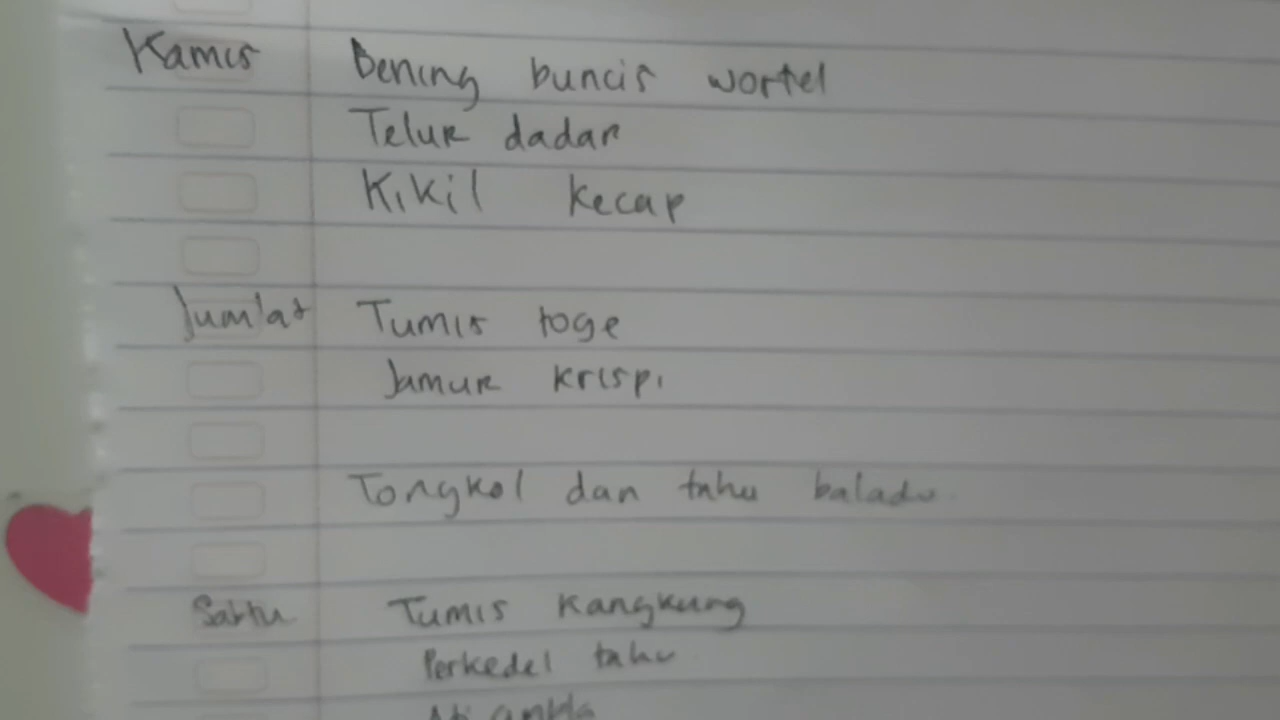 Kamis Bening buncis wortel
Telur dadar
Kikil kecap
Jum'at Tumis toge
Jamur krispi
Tongkol dan tahu balado
Sabtu Tumis kangkung
Perkedel tahu